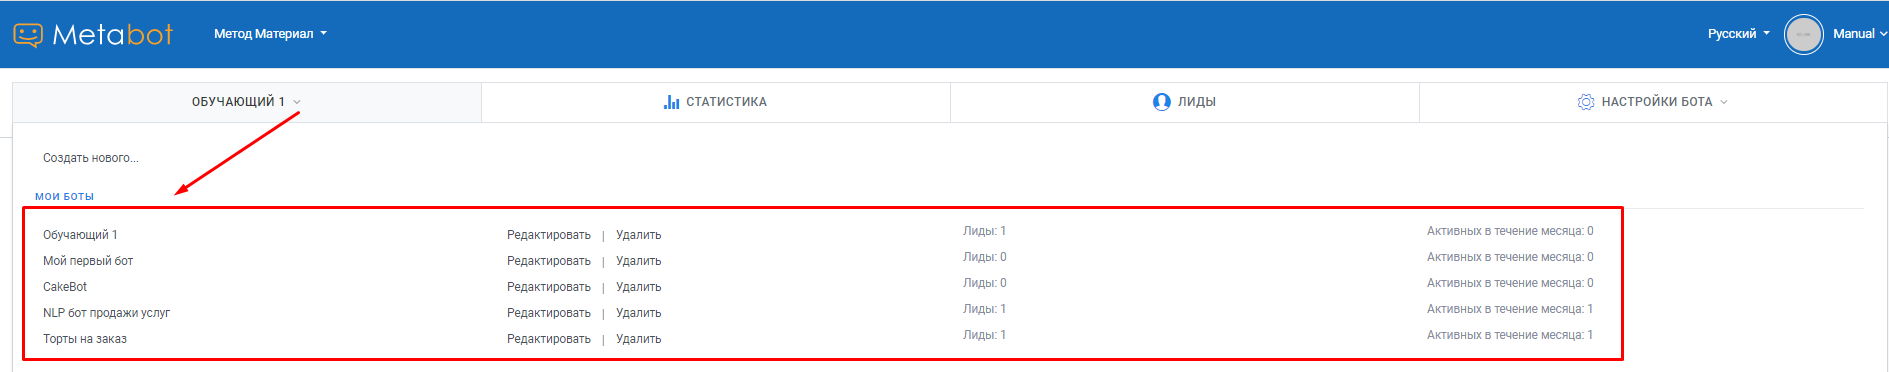 Metabot Метод Материал Русский Manual
ОБУЧАЮЩИЙ 1 СТАТИСТИКА ЛИДЫ НАСТРОЙКИ БОТА
Создать нового...
МОИ БОТЫ
Обучающий 1 Редактировать | Удалить Лиды: 1 Активных в течение месяца: 0
Мой первый бот Редактировать | Удалить Лиды: 0 Активных в течение месяца: 0
CakeBot Редактировать | Удалить Лиды: 0 Активных в течение месяца: 0
NLP бот продажи услуг Редактировать | Удалить Лиды: 1 Активных в течение месяца: 1
Торты на заказ Редактировать | Удалить Лиды: 1 Активных в течение месяца: 1